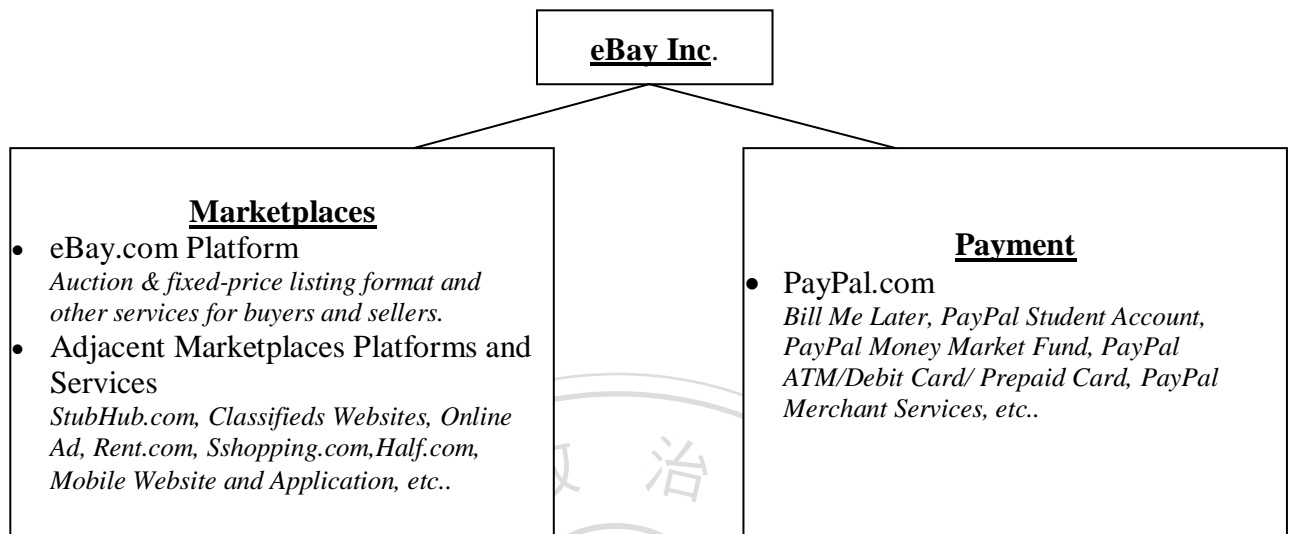 eBay Inc.
Marketplaces
• eBay.com Platform
Auction & fixed-price listing format and
other services for buyers and sellers.
• Adjacent Marketplaces Platforms and
Services
StubHub.com, Classifieds Websites, Online
Ad, Rent.com, Sshopping.com,Half.com,
Mobile Website and Application, etc..
Payment
• PayPal.com
Bill Me Later, PayPal Student Account,
PayPal Money Market Fund, PayPal
ATM/Debit Card/ Prepaid Card, PayPal
Merchant Services, etc..
治